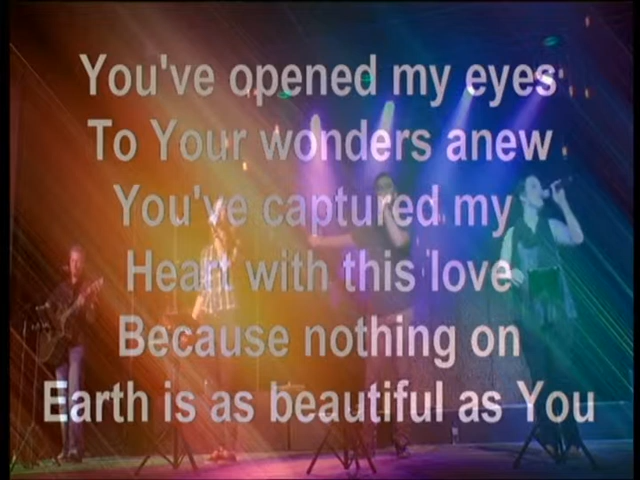 You've opened my eyes
To Your wonders anew
You've captured my
Heart with this love
Because nothing on
Earth is as beautiful as You